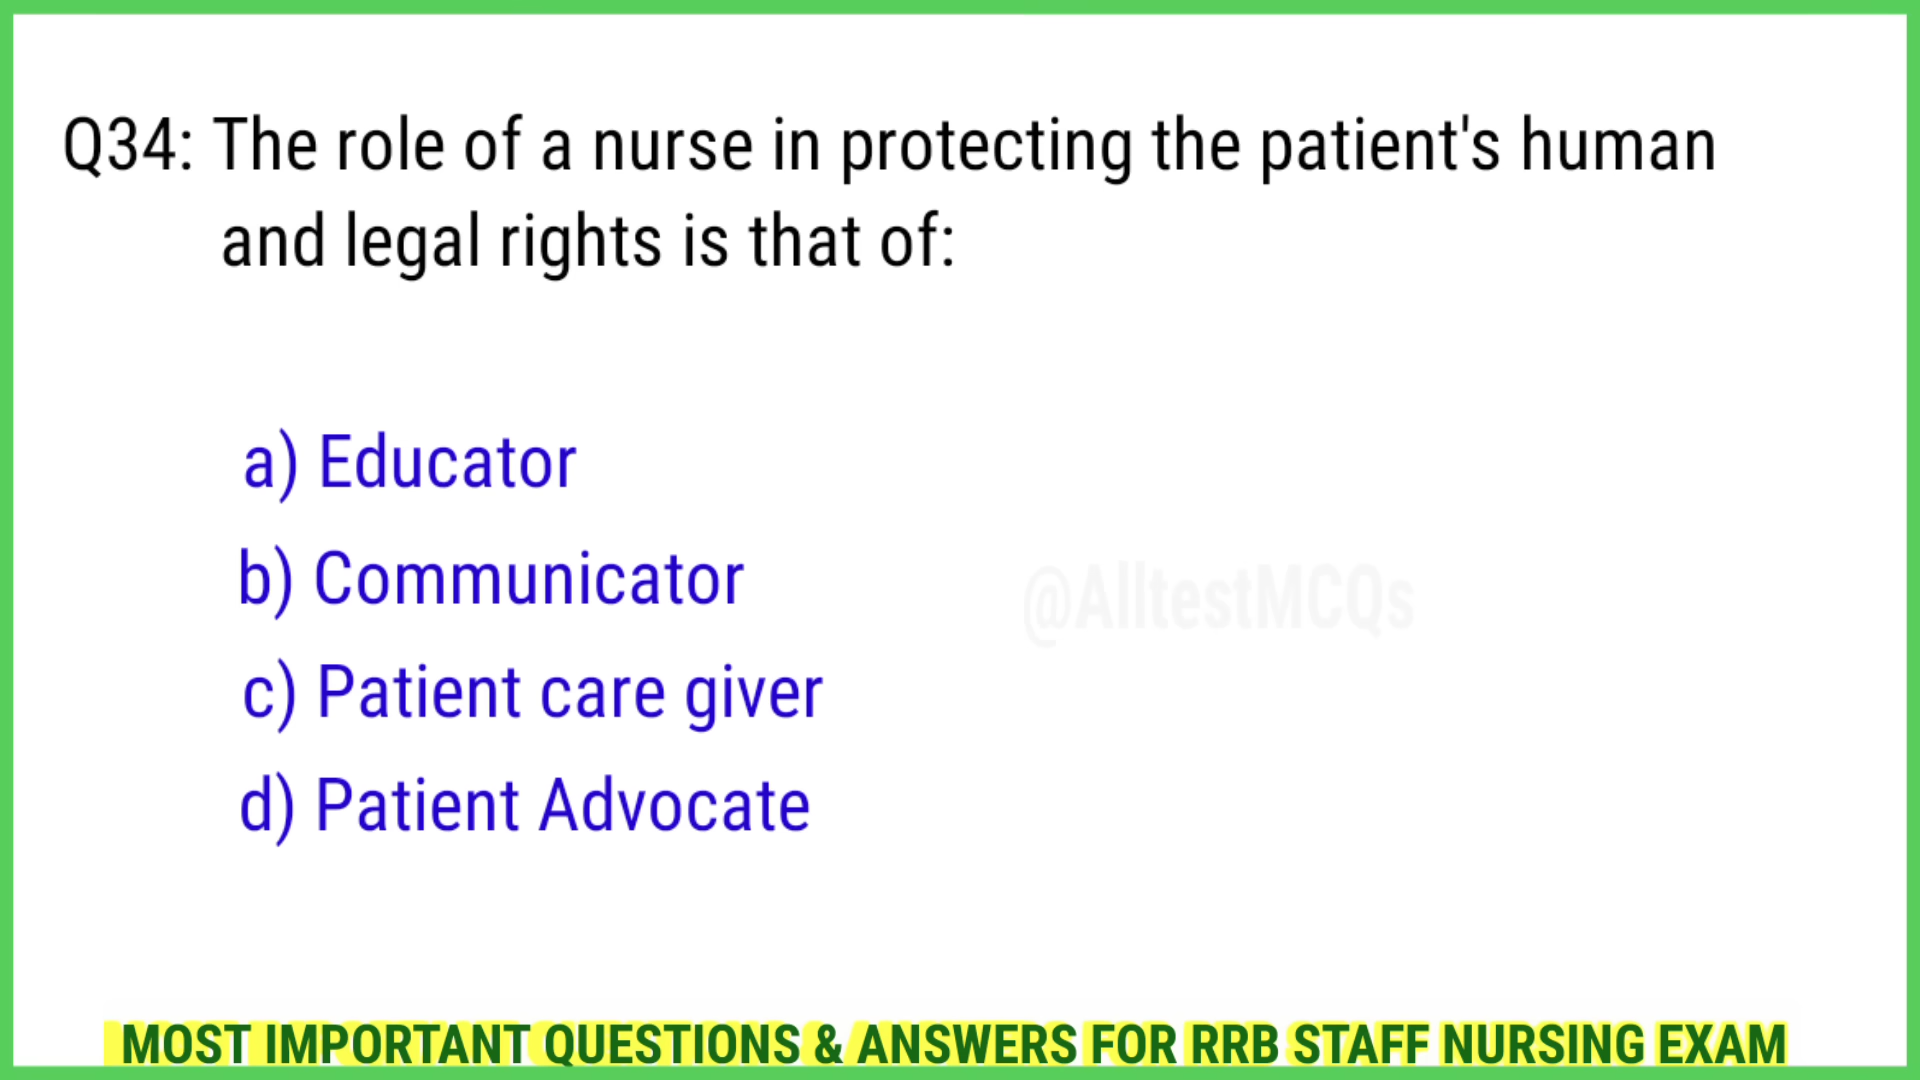 Q34: The role of a nurse in protecting the patient's human
and legal rights is that of:
a) Educator
b) Communicator
@AlltestMCQs
c) Patient care giver
d) Patient Advocate
MOST IMPORTANT QUESTIONS & ANSWERS FOR RRB STAFF NURSING EXAM